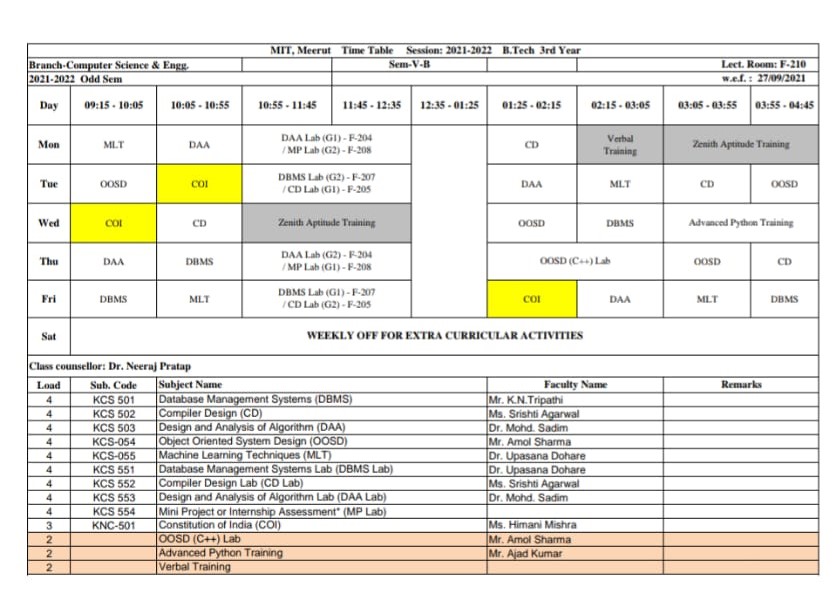 MIT, Meerut Time Table Session: 2021-2022 B.Tech 3rd Year
Branch-Computer Science & Engg. Sem-V-B Lect. Room: F-210
2021-2022 Odd Sem w.e.f. : 27/09/2021
Day 09:15 - 10:05 10:05 - 10:55 10:55 - 11:45 11:45 - 12:35 12:35 - 01:25 01:25 - 02:15 02:15 - 03:05 03:05 - 03:55 03:55 - 04:45
Mon MLT DAA DAA Lab (G1) - F-204 / MP Lab (G2) - F-208 CD Verbal Training Zenith Aptitude Training
Tue OOSD COI DBMS Lab (G2) - F-207 / CD Lab (G1) - F-205 DAA MLT CD OOSD
Wed COI CD Zenith Aptitude Training OOSD DBMS Advanced Python Training
Thu DAA DBMS DAA Lab (G2) - F-204 / MP Lab (G1) - F-208 OOSD (C++) Lab OOSD CD
Fri DBMS MLT DBMS Lab (G1) - F-207 / CD Lab (G2) - F-205 COI DAA MLT DBMS
Sat WEEKLY OFF FOR EXTRA CURRICULAR ACTIVITIES
Class counsellor: Dr. Neeraj Pratap
Load Sub. Code Subject Name Faculty Name Remarks
4 KCS 501 Database Management Systems (DBMS) Mr. K.N.Tripathi
4 KCS 502 Compiler Design (CD) Ms. Srishti Agarwal
4 KCS 503 Design and Analysis of Algorithm (DAA) Dr. Mohd. Sadim
4 KCS-054 Object Oriented System Design (OOSD) Mr. Amol Sharma
4 KCS-055 Machine Learning Techniques (MLT) Dr. Upasana Dohare
4 KCS 551 Database Management Systems Lab (DBMS Lab) Dr. Upasana Dohare
4 KCS 552 Compiler Design Lab (CD Lab) Ms. Srishti Agarwal
4 KCS 553 Design and Analysis of Algorithm Lab (DAA Lab) Dr. Mohd. Sadim
4 KCS 554 Mini Project or Internship Assessment* (MP Lab)
3 KNC-501 Constitution of India (COI) Ms. Himani Mishra
2 OOSD (C++) Lab Mr. Amol Sharma
2 Advanced Python Training Mr. Ajad Kumar
2 Verbal Training